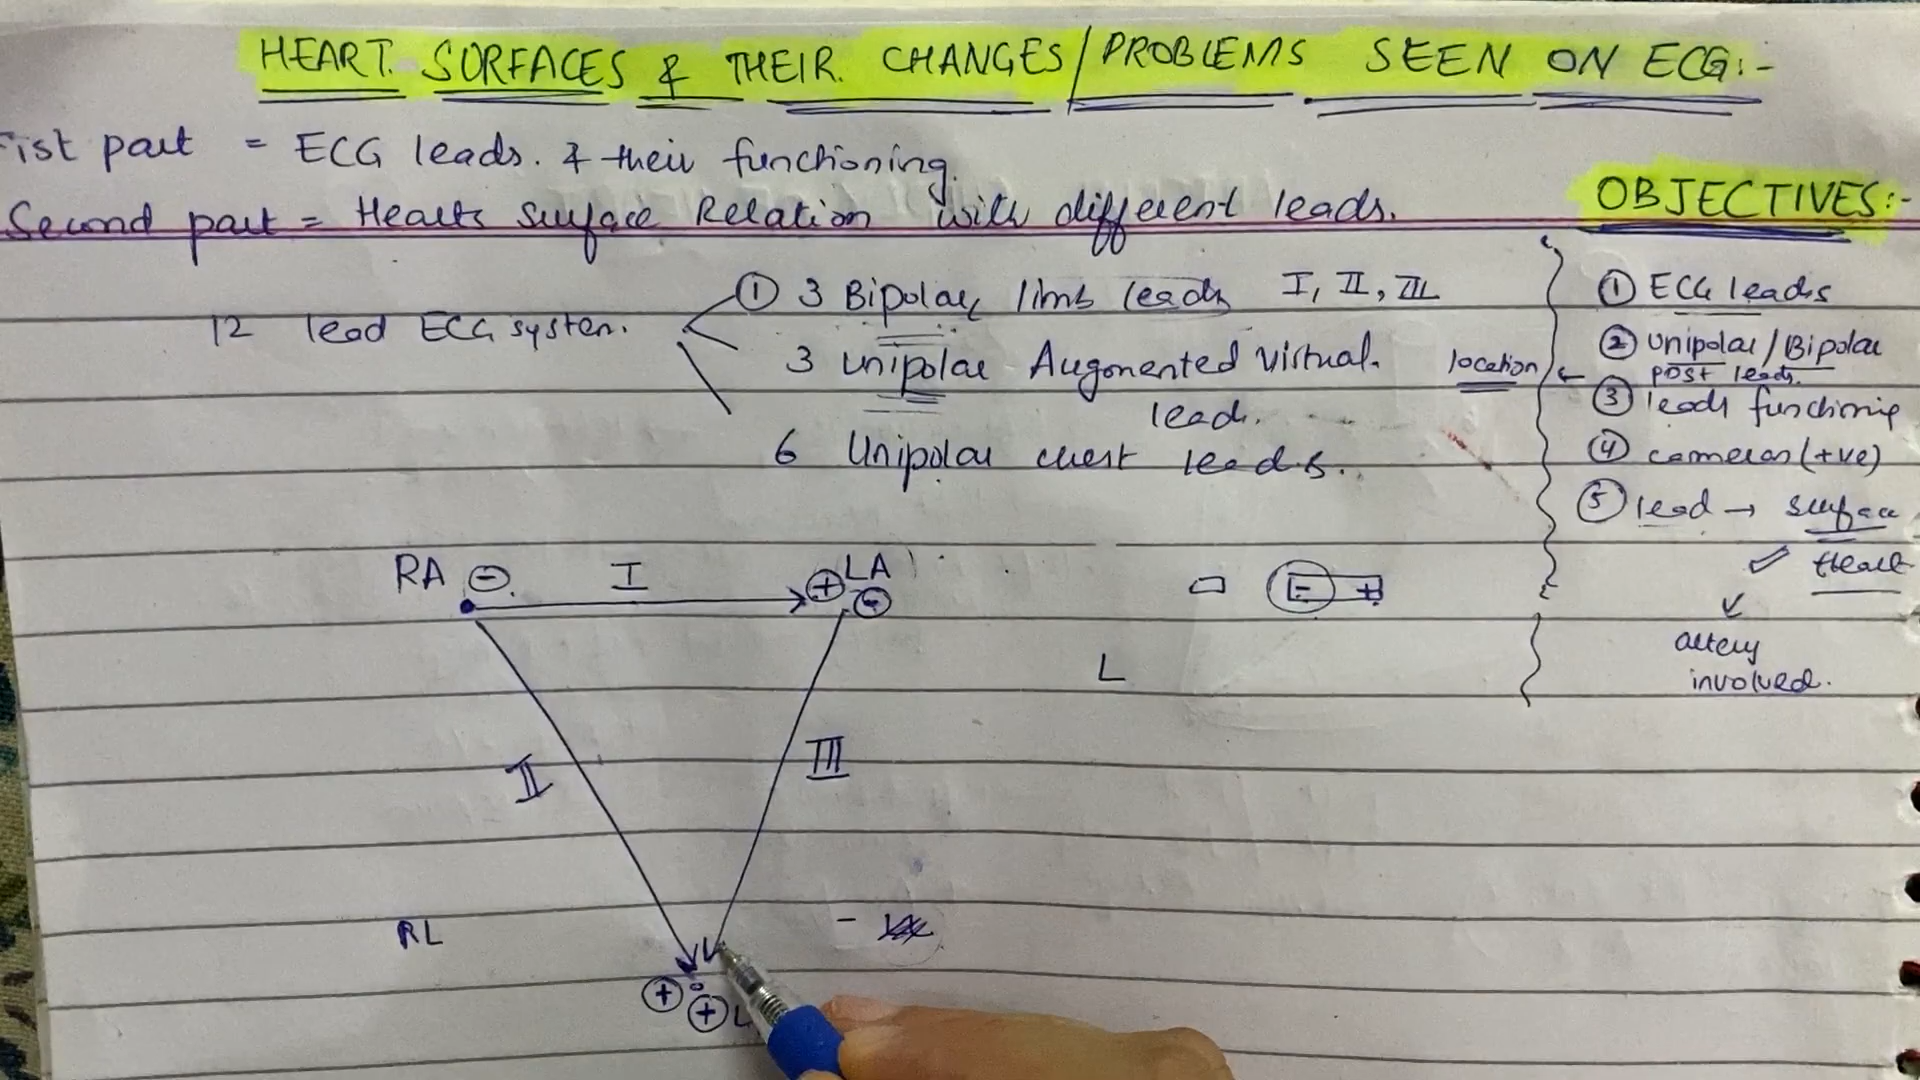 HEART. SURFACES & THEIR. CHANGES/PROBLEMS SEEN ON ECG:-
Fist part = ECG leads. & their functioning.
Second part = Hearts surface Relation with different leads.
12 lead ECG system.
① 3 Bipolar limb leads I, II, III
3 unipolar Augmented virtual.
lead.
6 Unipolar chest leads.
location
OBJECTIVES:-
① ECG leads
② Unipolar/Bipolar
post leads.
③ leads functioning
④ cameras (+ve)
⑤ lead → surface
Heart
artery
involved.
RA ⊖. I ⊕ LA
⊖
- +
L
II III
RL
-
⊕ ⊕ L